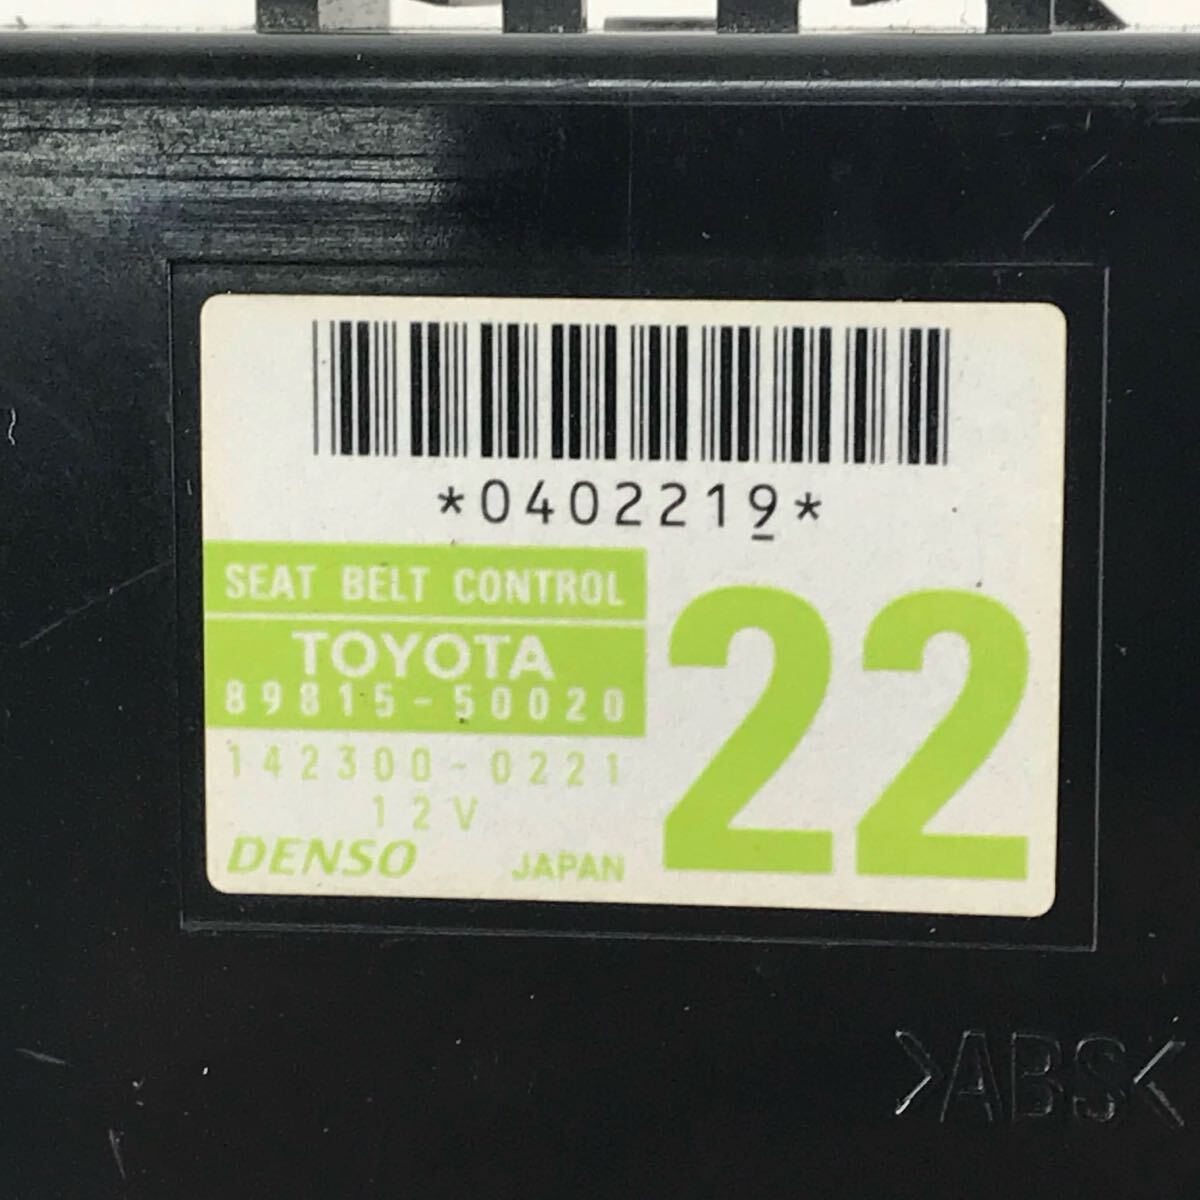 *0402219*
SEAT BELT CONTROL
TOYOTA
89815-50020
22
142300-0221
12V
DENSO JAPAN
>ABS<